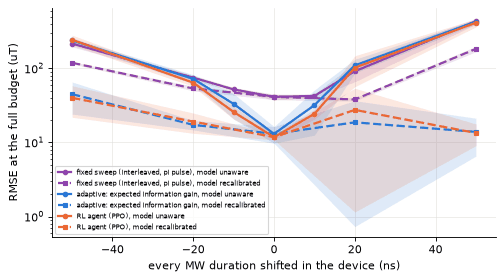 RMSE at the full budget (uT)
10²
10¹
10⁰
fixed sweep (interleaved, pi pulse), model unaware
fixed sweep (interleaved, pi pulse), model recalibrated
adaptive: expected information gain, model unaware
adaptive: expected information gain, model recalibrated
RL agent (PPO), model unaware
RL agent (PPO), model recalibrated
−40 −20 0 20 40
every MW duration shifted in the device (ns)